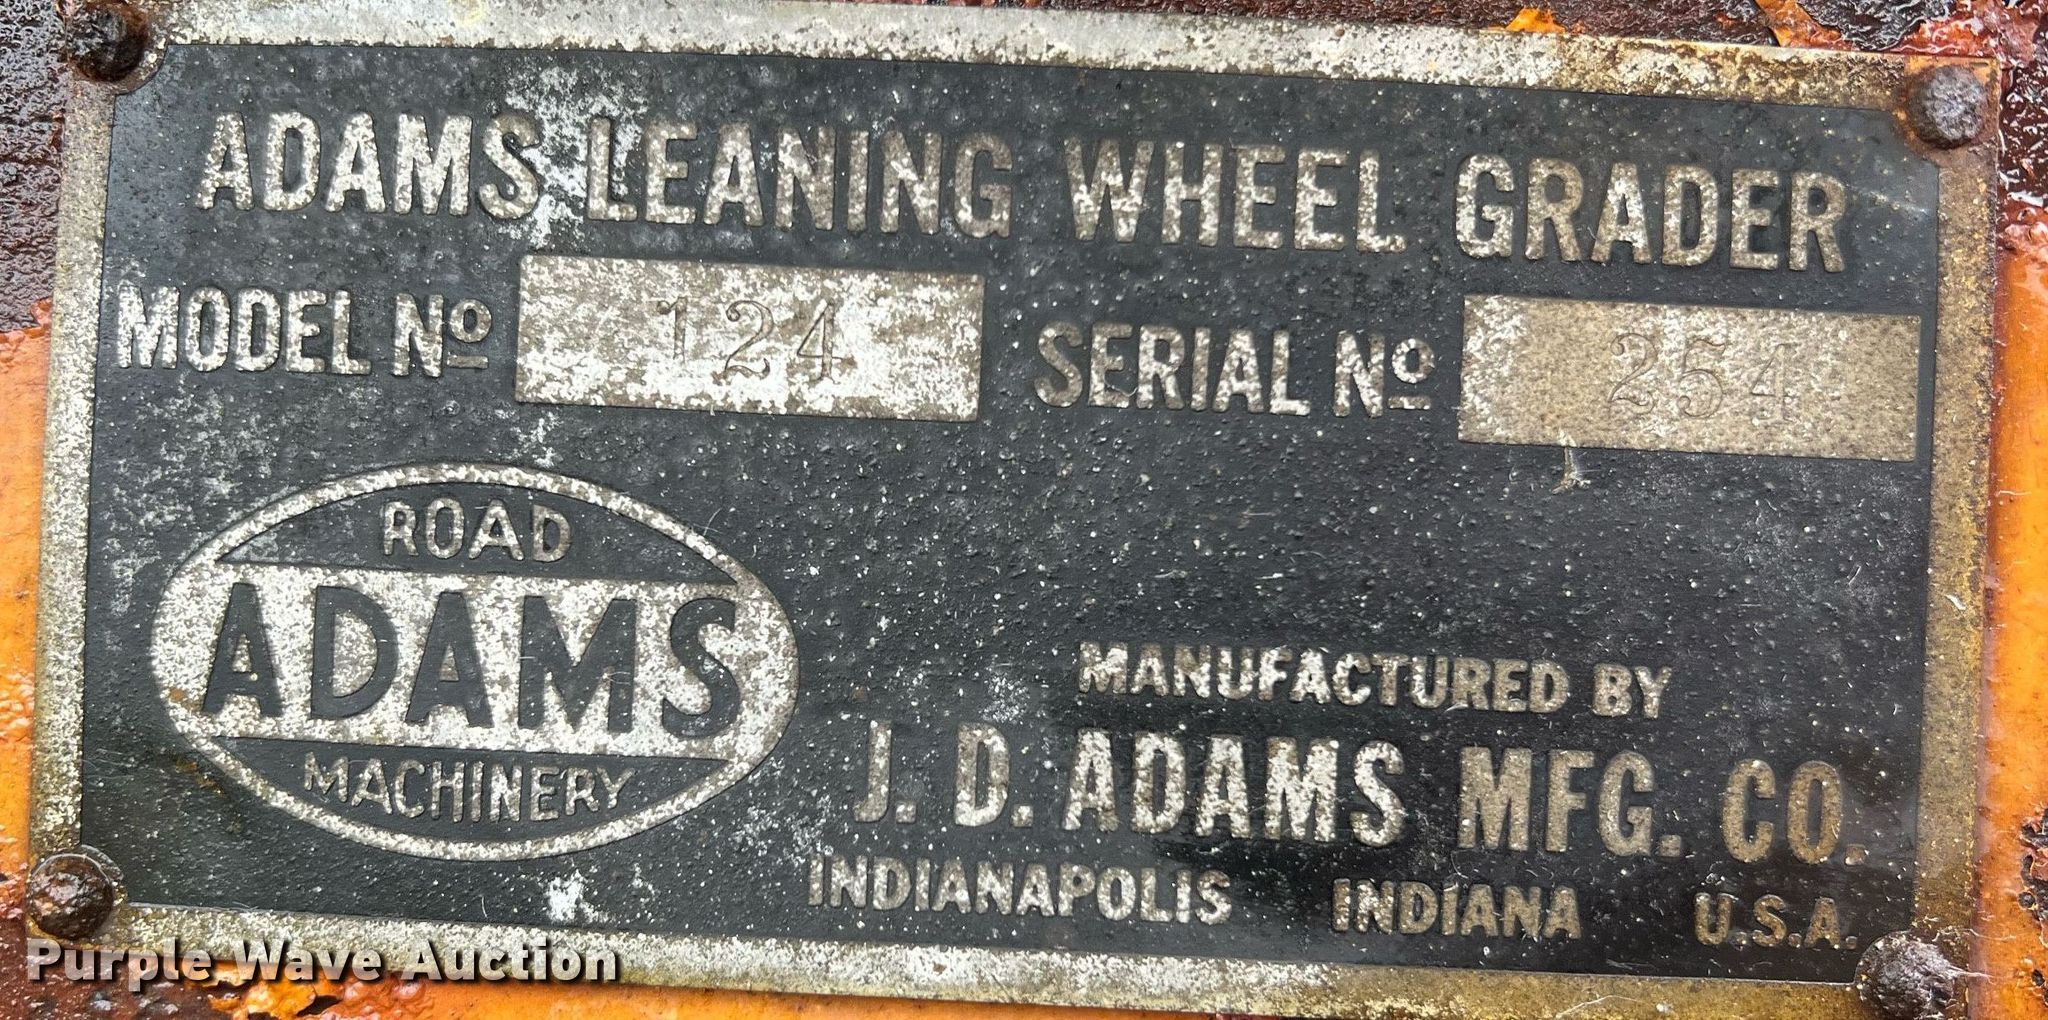 ADAMS LEANING WHEEL GRADER
MODEL Nº 124 SERIAL Nº 254
ROAD
ADAMS
MACHINERY
MANUFACTURED BY
J. D. ADAMS MFG. CO.
INDIANAPOLIS INDIANA U.S.A.
Purple Wave Auction